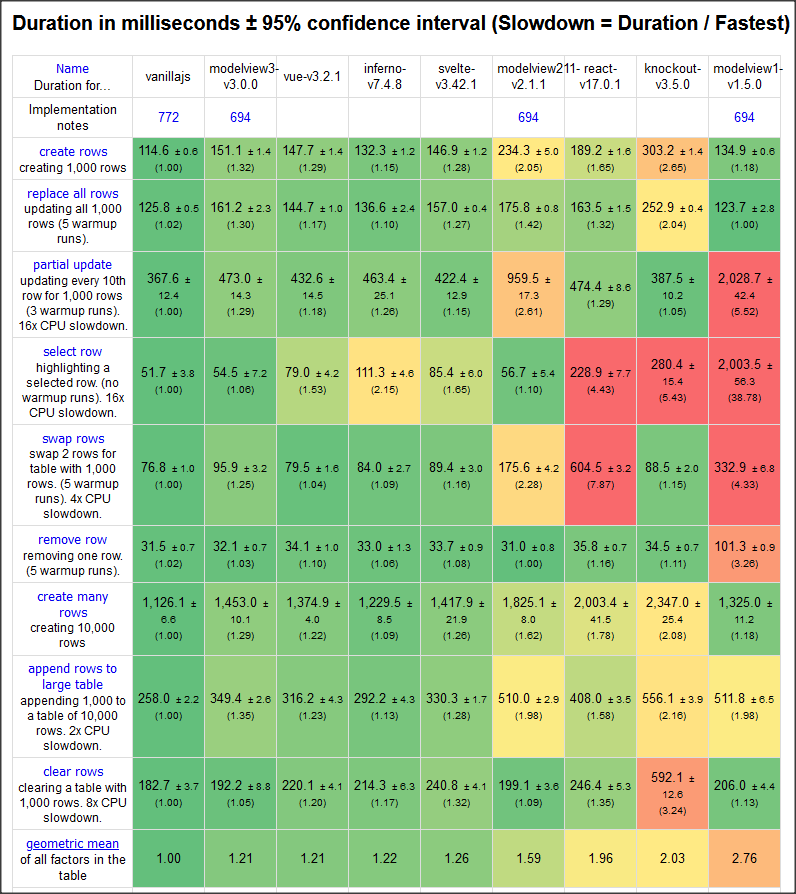 Duration in milliseconds ± 95% confidence interval (Slowdown = Duration / Fastest)
Name
Duration for... vanillajs modelview3-v3.0.0 vue-v3.2.1 inferno-v7.4.8 svelte-v3.42.1 modelview211-v2.1.1 react-v17.0.1 knockout-v3.5.0 modelview1-v1.5.0
Implementation notes 772 694 694 694
create rows
creating 1,000 rows
114.6 ± 0.6 (1.00) 151.1 ± 1.4 (1.32) 147.7 ± 1.4 (1.29) 132.3 ± 1.2 (1.15) 146.9 ± 1.2 (1.28) 234.3 ± 5.0 (2.05) 189.2 ± 1.6 (1.65) 303.2 ± 1.4 (2.65) 134.9 ± 0.6 (1.18)
replace all rows
updating all 1,000
rows (5 warmup
runs).
125.8 ± 0.5 (1.02) 161.2 ± 2.3 (1.30) 144.7 ± 1.0 (1.17) 136.6 ± 2.4 (1.10) 157.0 ± 0.4 (1.27) 175.8 ± 0.8 (1.42) 163.5 ± 1.5 (1.32) 252.9 ± 0.4 (2.04) 123.7 ± 2.8 (1.00)
partial update
updating every 10th
row for 1,000 rows
(3 warmup runs).
16x CPU slowdown.
367.6 ± 12.4 (1.00) 473.0 ± 14.3 (1.29) 432.6 ± 14.5 (1.18) 463.4 ± 25.1 (1.26) 422.4 ± 12.9 (1.15) 959.5 ± 17.3 (2.61) 474.4 ± 8.6 (1.29) 387.5 ± 10.2 (1.05) 2,028.7 ± 42.4 (5.52)
select row
highlighting a
selected row. (no
warmup runs). 16x
CPU slowdown.
51.7 ± 3.8 (1.00) 54.5 ± 7.2 (1.06) 79.0 ± 4.2 (1.53) 111.3 ± 4.6 (2.15) 85.4 ± 6.0 (1.65) 56.7 ± 5.4 (1.10) 228.9 ± 7.7 (4.43) 280.4 ± 15.4 (5.43) 2,003.5 ± 56.3 (38.78)
swap rows
swap 2 rows for
table with 1,000
rows. (5 warmup
runs). 4x CPU
slowdown.
76.8 ± 1.0 (1.00) 95.9 ± 3.2 (1.25) 79.5 ± 1.6 (1.04) 84.0 ± 2.7 (1.09) 89.4 ± 3.0 (1.16) 175.6 ± 4.2 (2.28) 604.5 ± 3.2 (7.87) 88.5 ± 2.0 (1.15) 332.9 ± 6.8 (4.33)
remove row
removing one row.
(5 warmup runs).
31.5 ± 0.7 (1.02) 32.1 ± 0.7 (1.03) 34.1 ± 1.0 (1.10) 33.0 ± 1.3 (1.06) 33.7 ± 0.9 (1.08) 31.0 ± 0.8 (1.00) 35.8 ± 0.7 (1.16) 34.5 ± 0.7 (1.11) 101.3 ± 0.9 (3.26)
create many
rows
creating 10,000
rows
1,126.1 ± 6.6 (1.00) 1,453.0 ± 10.1 (1.29) 1,374.9 ± 4.0 (1.22) 1,229.5 ± 8.5 (1.09) 1,417.9 ± 21.9 (1.26) 1,825.1 ± 8.0 (1.62) 2,003.4 ± 41.5 (1.78) 2,347.0 ± 25.4 (2.08) 1,325.0 ± 11.2 (1.18)
append rows to
large table
appending 1,000 to
a table of 10,000
rows. 2x CPU
slowdown.
258.0 ± 2.2 (1.00) 349.4 ± 2.6 (1.35) 316.2 ± 4.3 (1.23) 292.2 ± 4.3 (1.13) 330.3 ± 1.7 (1.28) 510.0 ± 2.9 (1.98) 408.0 ± 3.5 (1.58) 556.1 ± 3.9 (2.16) 511.8 ± 6.5 (1.98)
clear rows
clearing a table with
1,000 rows. 8x CPU
slowdown.
182.7 ± 3.7 (1.00) 192.2 ± 8.8 (1.05) 220.1 ± 4.1 (1.20) 214.3 ± 6.3 (1.17) 240.8 ± 4.1 (1.32) 199.1 ± 3.6 (1.09) 246.4 ± 5.3 (1.35) 592.1 ± 12.6 (3.24) 206.0 ± 4.4 (1.13)
geometric mean
of all factors in the
table
1.00 1.21 1.21 1.22 1.26 1.59 1.96 2.03 2.76